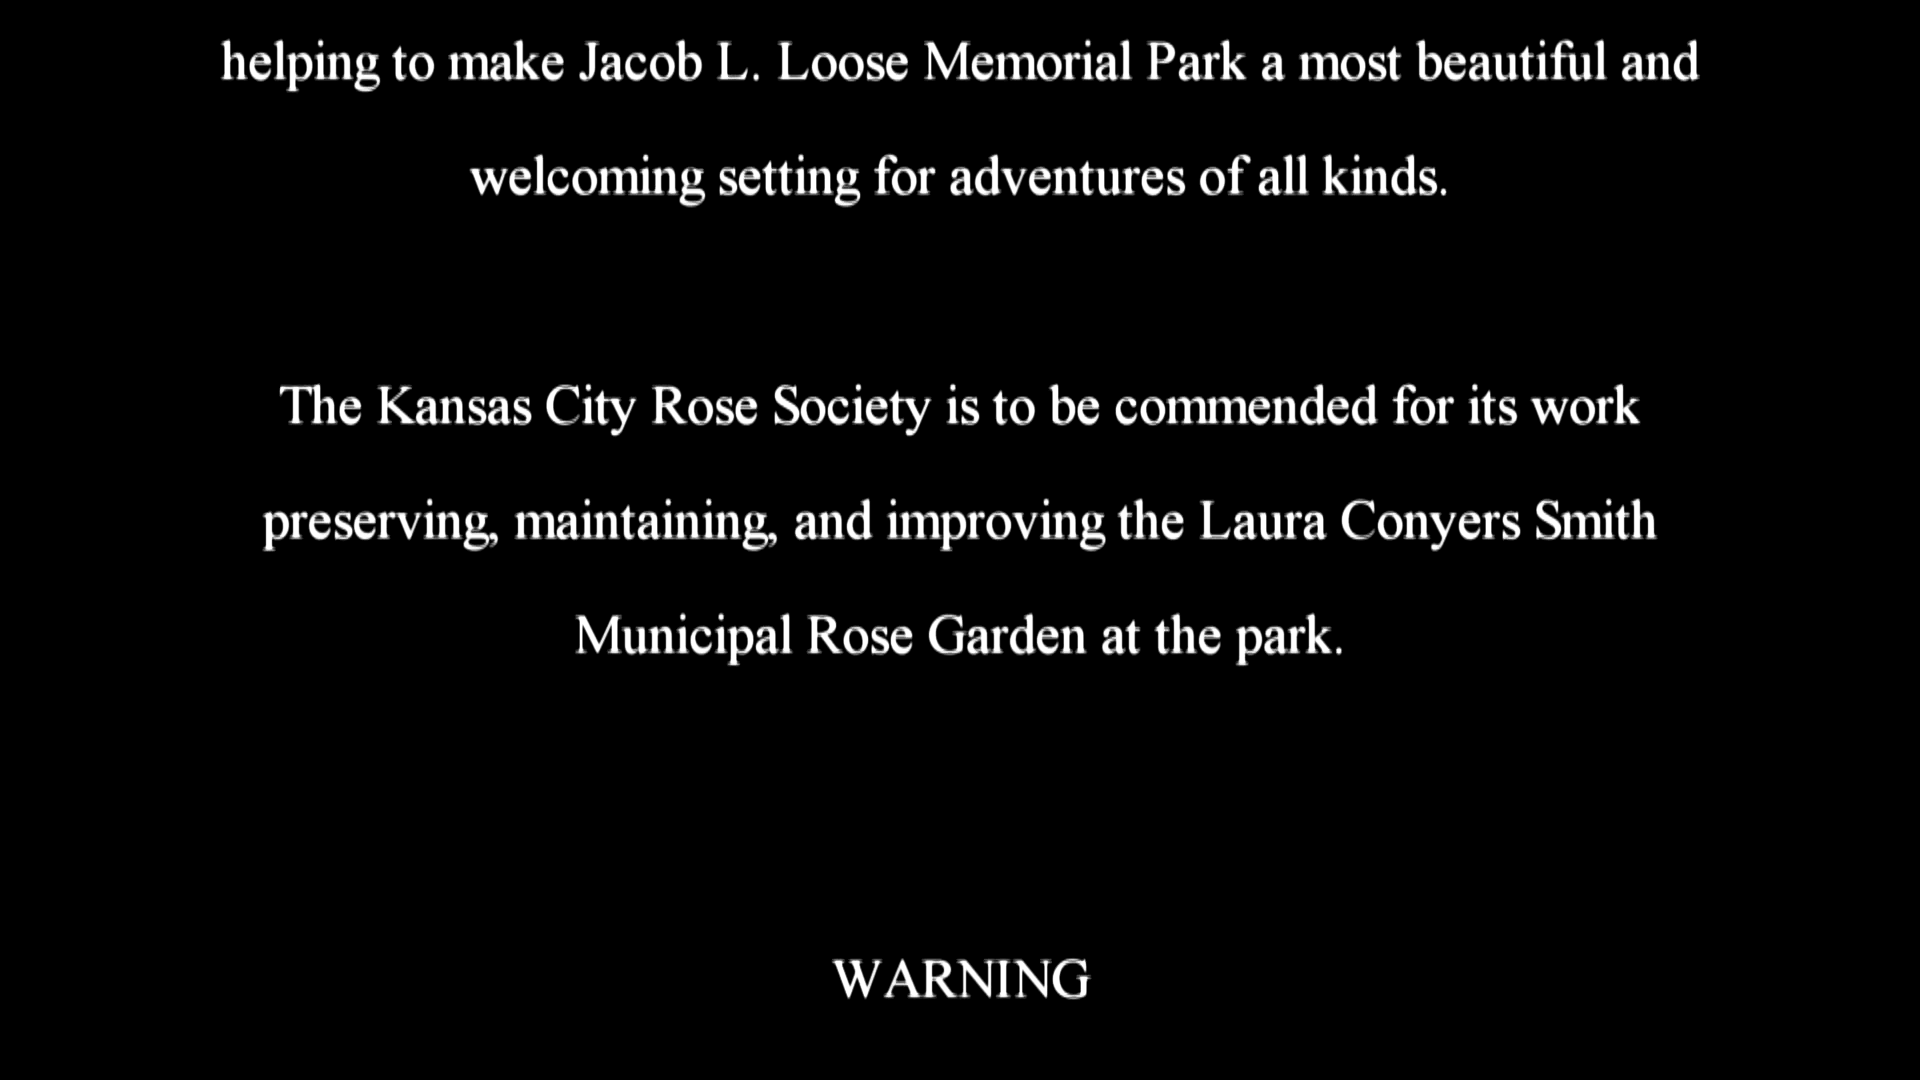 helping to make Jacob L. Loose Memorial Park a most beautiful and
welcoming setting for adventures of all kinds.
The Kansas City Rose Society is to be commended for its work
preserving, maintaining, and improving the Laura Conyers Smith
Municipal Rose Garden at the park.
WARNING